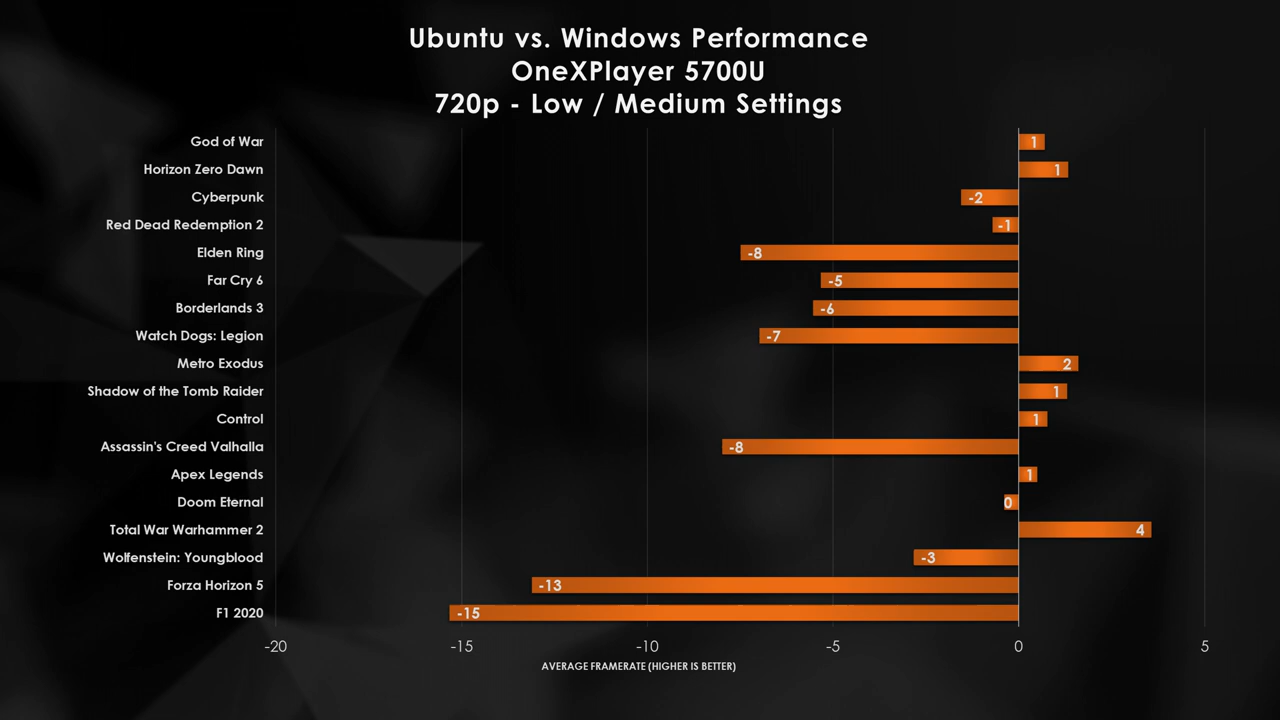 Ubuntu vs. Windows Performance
OneXPlayer 5700U
720p - Low / Medium Settings
God of War 1
Horizon Zero Dawn 1
Cyberpunk -2
Red Dead Redemption 2 -1
Elden Ring -8
Far Cry 6 -5
Borderlands 3 -6
Watch Dogs: Legion -7
Metro Exodus 2
Shadow of the Tomb Raider 1
Control 1
Assassin's Creed Valhalla -8
Apex Legends 1
Doom Eternal 0
Total War Warhammer 2 4
Wolfenstein: Youngblood -3
Forza Horizon 5 -13
F1 2020 -15
-20 -15 -10 -5 0 5
AVERAGE FRAMERATE (HIGHER IS BETTER)